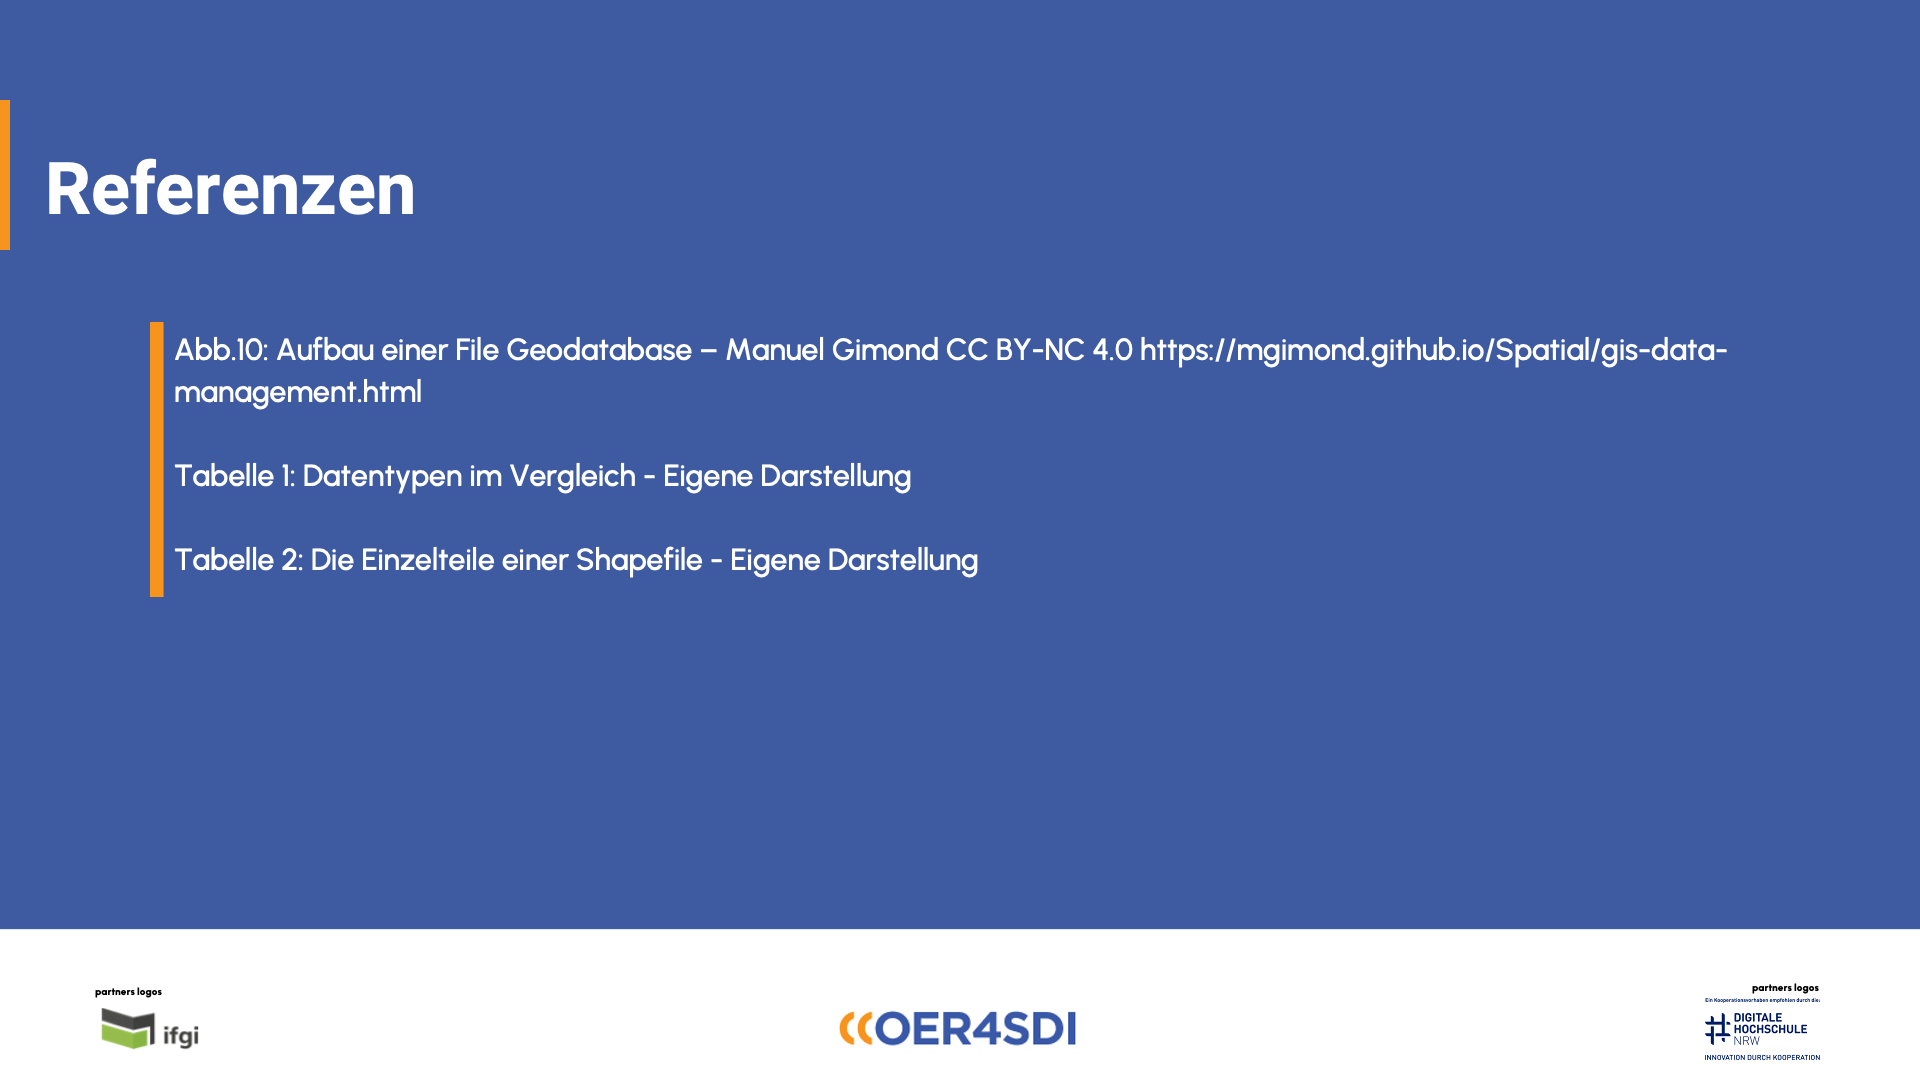 Referenzen
Abb.10: Aufbau einer File Geodatabase – Manuel Gimond CC BY-NC 4.0 https://mgimond.github.io/Spatial/gis-data-
management.html
Tabelle 1: Datentypen im Vergleich - Eigene Darstellung
Tabelle 2: Die Einzelteile einer Shapefile - Eigene Darstellung
partners logos
ifgi
OER4SDI
partners logos
Ein Kooperationsvorhaben empfohlen durch die:
DIGITALE
HOCHSCHULE
NRW
INNOVATION DURCH KOOPERATION